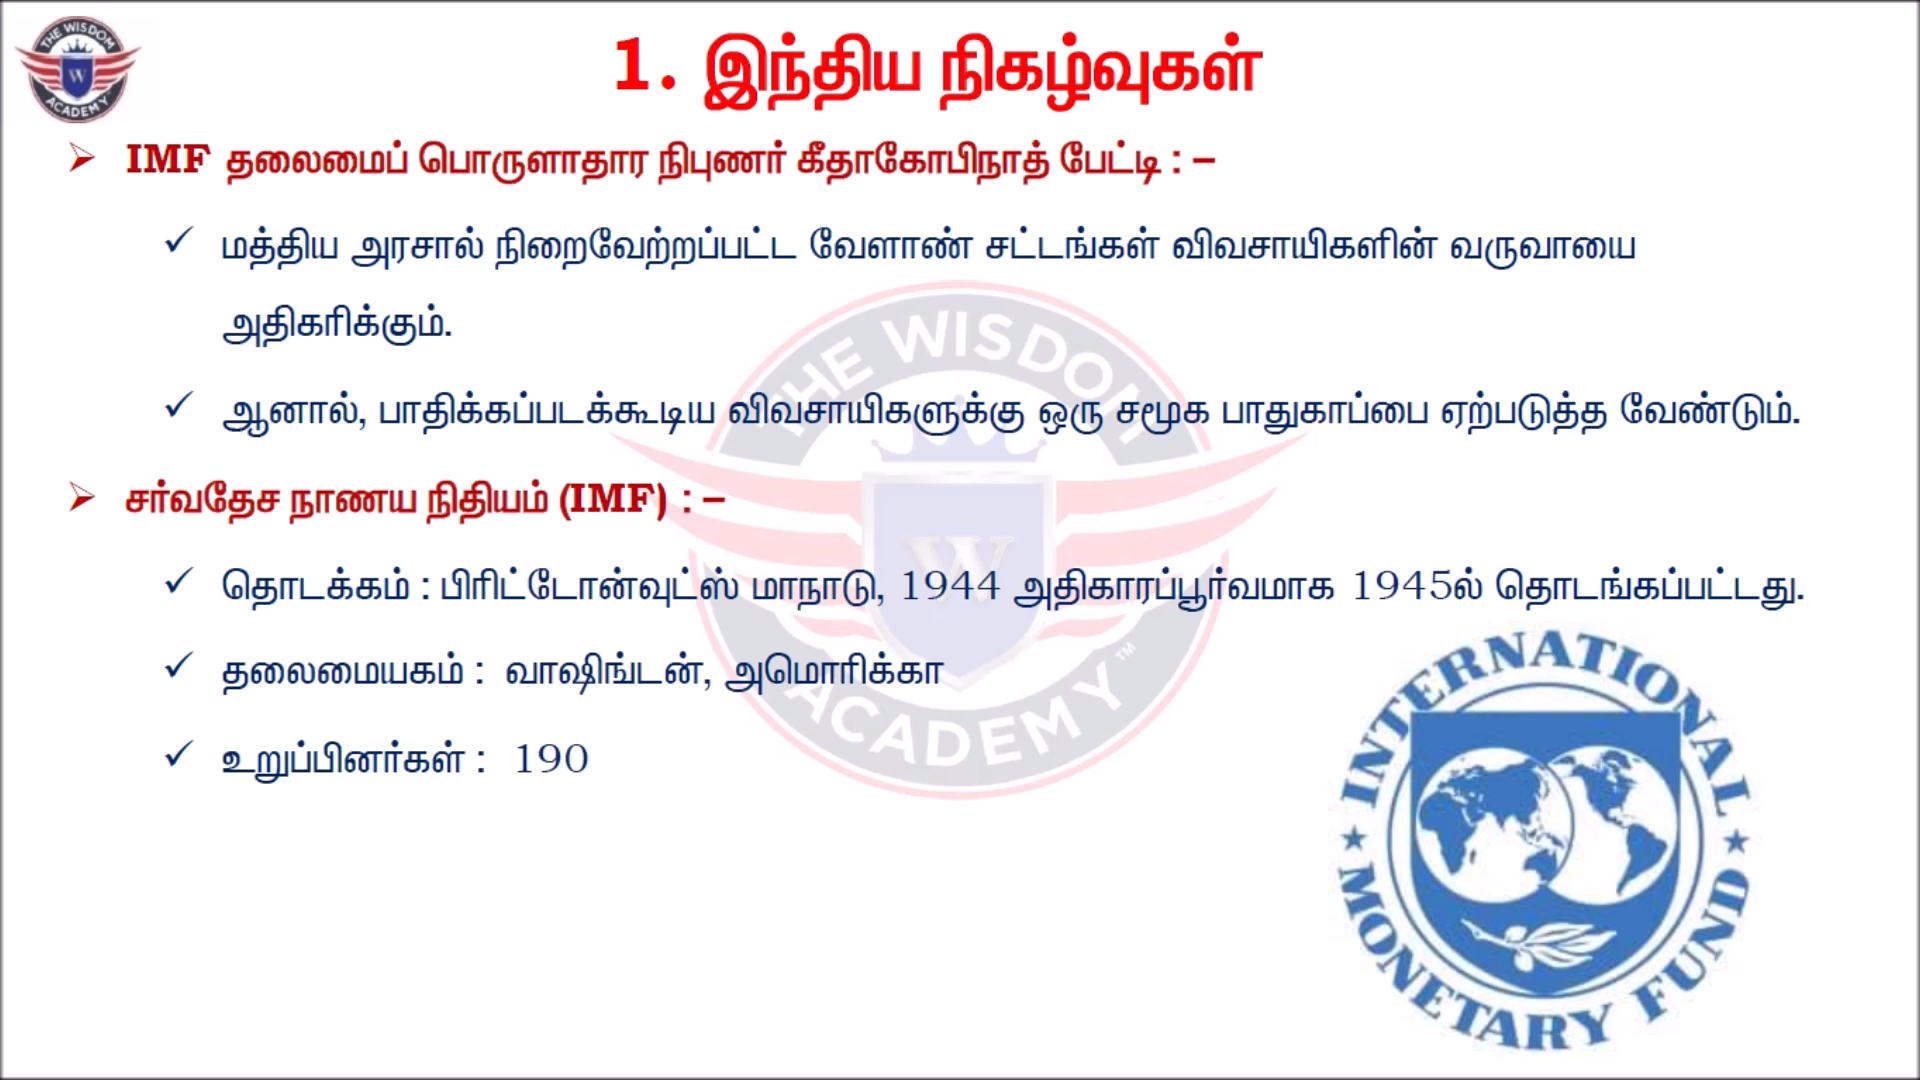 THE WISDOM ACADEMY
W
1. இந்திய நிகழ்வுகள்
IMF தலைமைப் பொருளாதார நிபுணர் கீதாகோபிநாத் பேட்டி : –
மத்திய அரசால் நிறைவேற்றப்பட்ட வேளாண் சட்டங்கள் விவசாயிகளின் வருவாயை
அதிகரிக்கும்.
ஆனால், பாதிக்கப்படக்கூடிய விவசாயிகளுக்கு ஒரு சமூக பாதுகாப்பை ஏற்படுத்த வேண்டும்.
சர்வதேச நாணய நிதியம் (IMF) : –
தொடக்கம் : பிரிட்டோன்வுட்ஸ் மாநாடு, 1944 அதிகாரப்பூர்வமாக 1945ல் தொடங்கப்பட்டது.
தலைமையகம் : வாஷிங்டன், அமெரிக்கா
உறுப்பினர்கள் : 190
THE WISDOM
W
ACADEMY™
INTERNATIONAL
MONETARY FUND